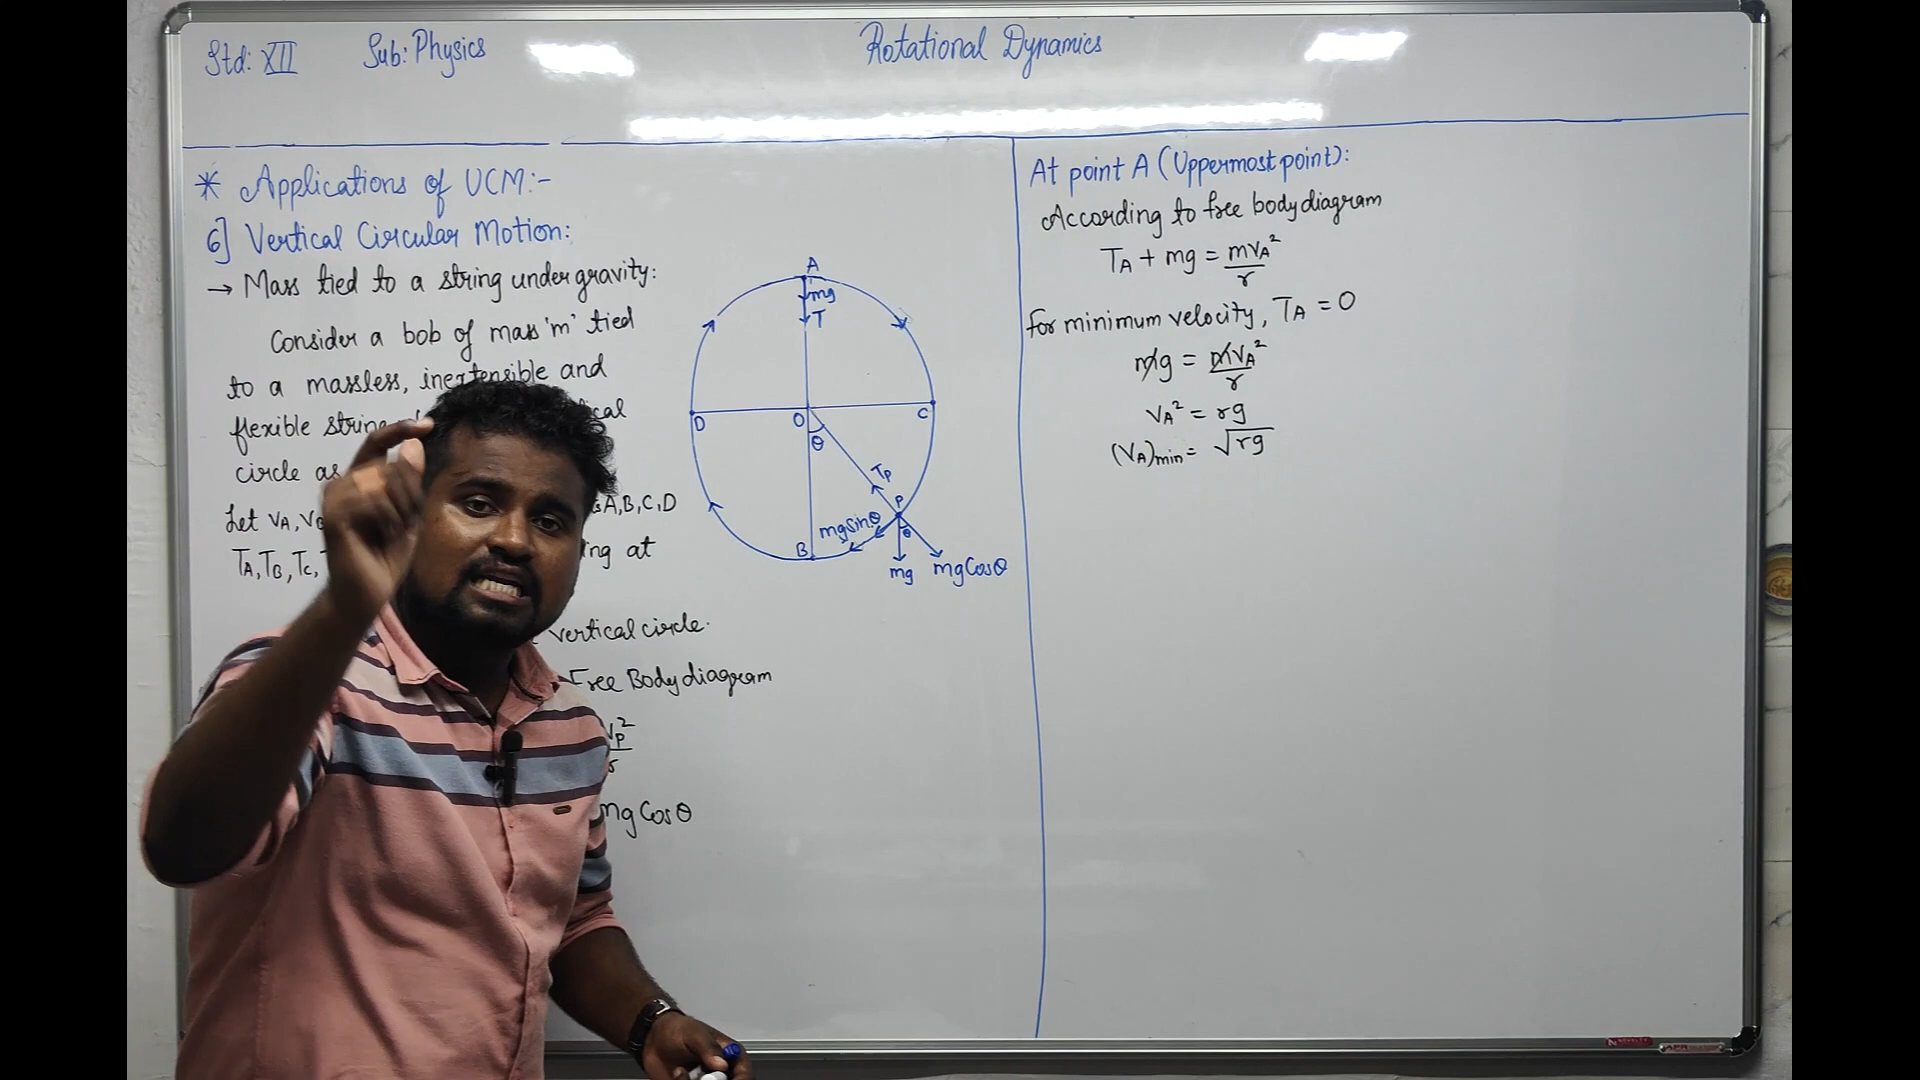 Std: XII Sub: Physics Rotational Dynamics
* Applications of UCM:-
6] Vertical Circular Motion:
→ Mass tied to a string under gravity:
Consider a bob of mass 'm' tied
to a massless, inextensible and
flexible string
circle as
Let VA, A, B, C, D
TA, TB, TC, at
vertical circle.
Free Body diagram
Vp²
r
mg Cosθ
A
mg
T
D
O
C
θ
Tp
P
mgsinθ
θ
B
mg
mgCosθ
At point A (Uppermost point):
According to free body diagram
TA + mg = mVA²/r
for minimum velocity, TA = 0
mg = mVA²/r
VA² = rg
(VA)min = √rg